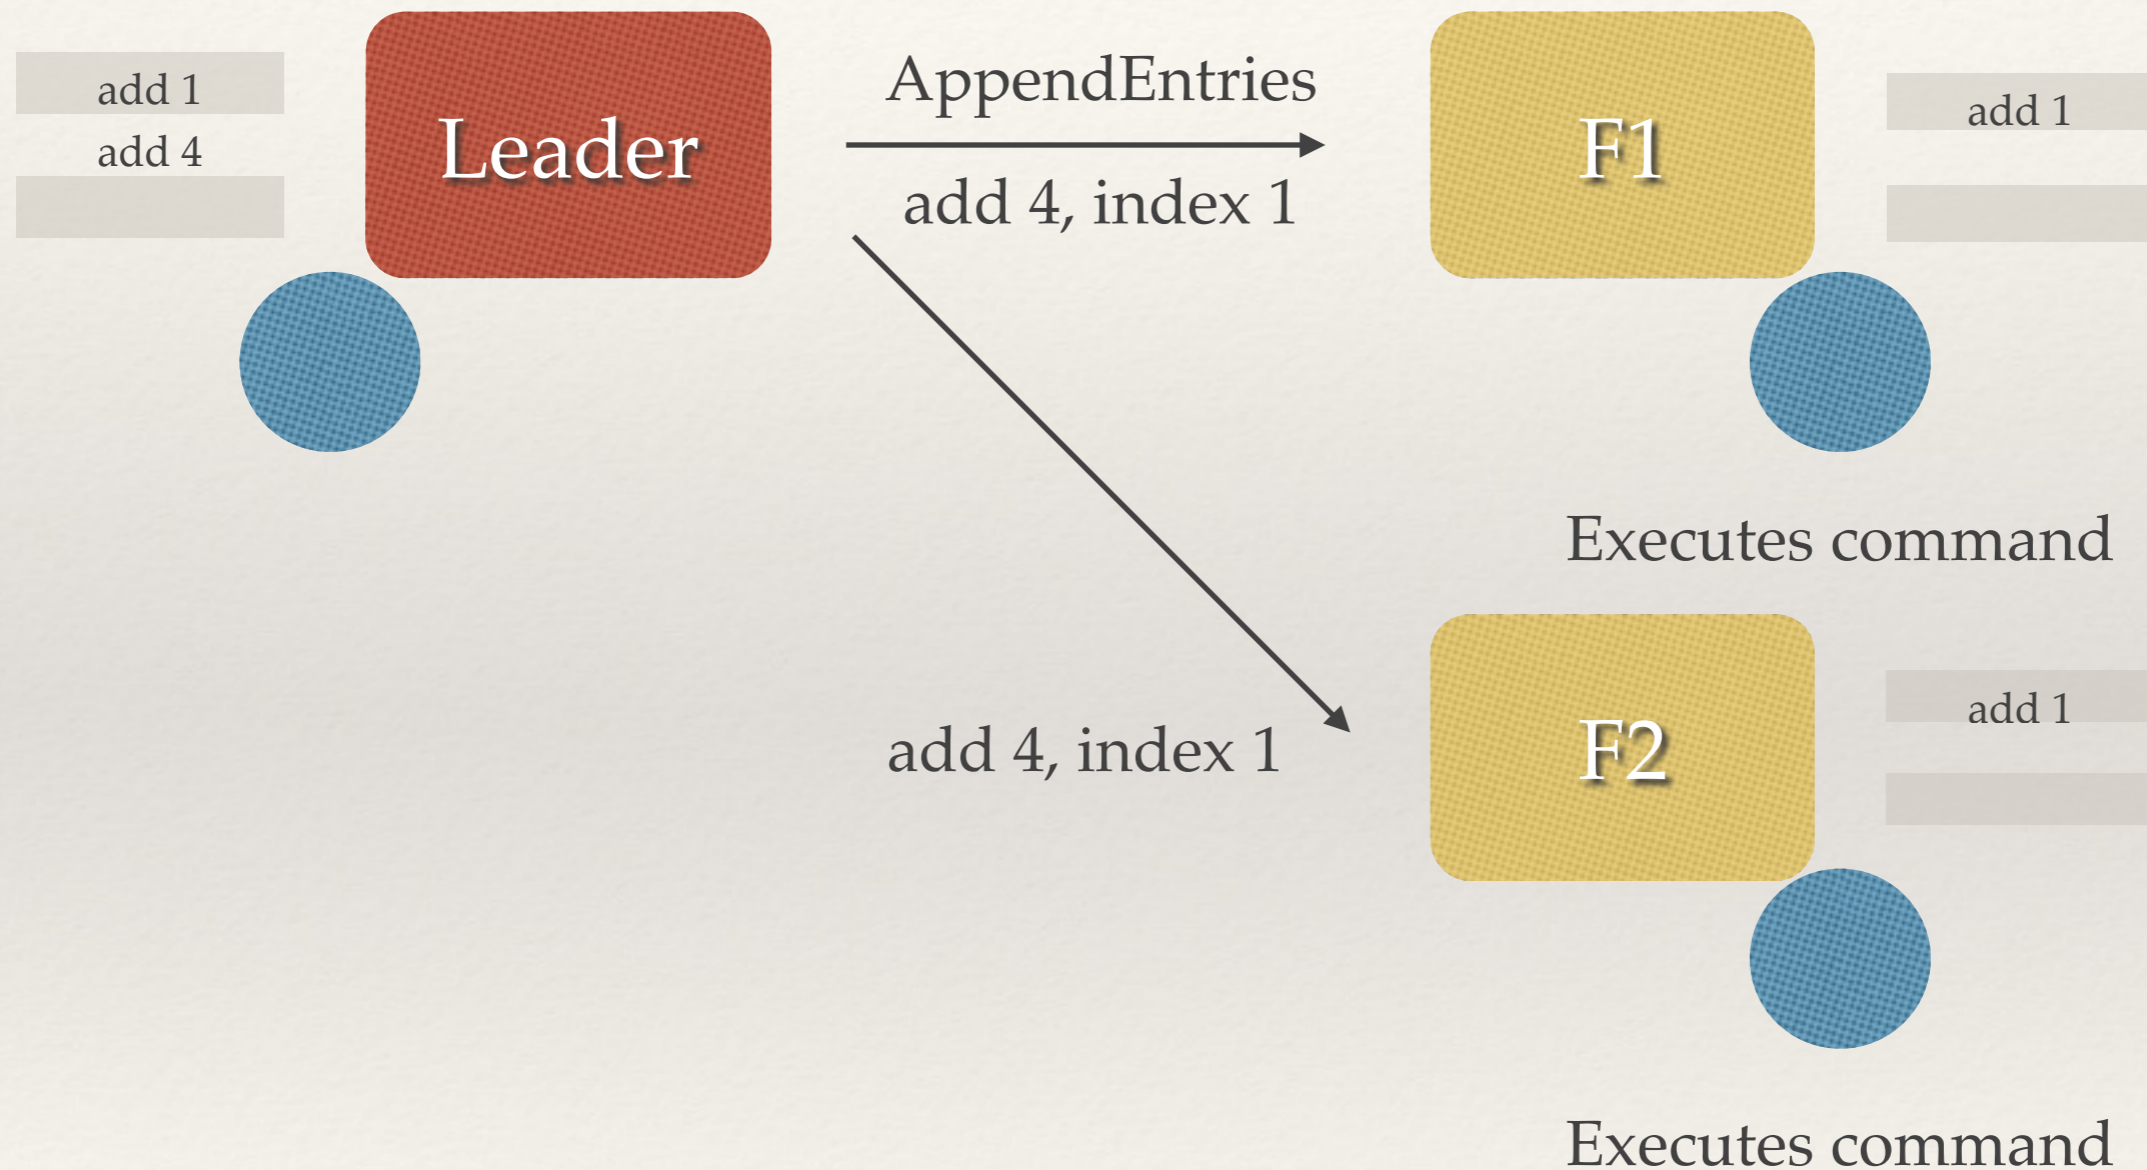 add 1
add 4
Leader
AppendEntries
add 4, index 1
F1
add 1
Executes command
add 4, index 1
F2
add 1
Executes command